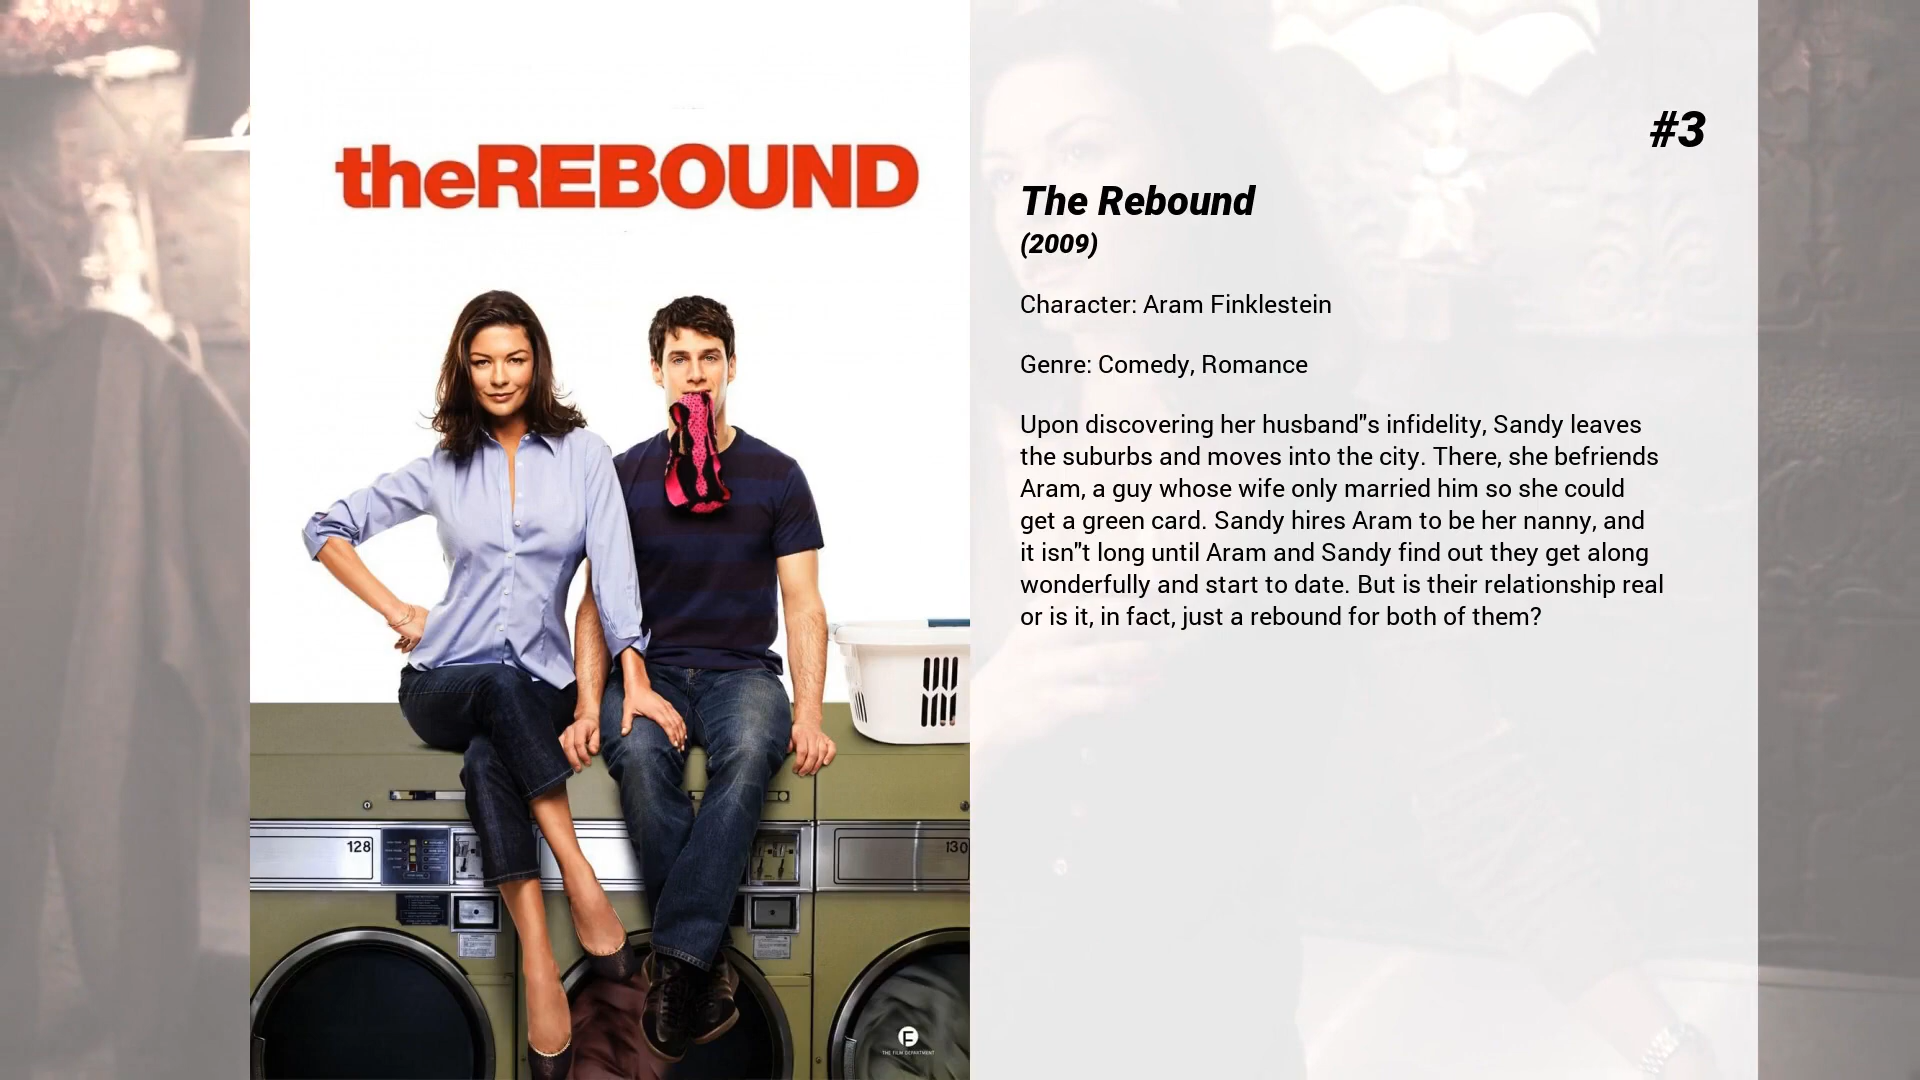 theREBOUND
#3
The Rebound
(2009)
Character: Aram Finklestein
Genre: Comedy, Romance
Upon discovering her husband"s infidelity, Sandy leaves
the suburbs and moves into the city. There, she befriends
Aram, a guy whose wife only married him so she could
get a green card. Sandy hires Aram to be her nanny, and
it isn"t long until Aram and Sandy find out they get along
wonderfully and start to date. But is their relationship real
or is it, in fact, just a rebound for both of them?
128
130
F
THE FILM DEPARTMENT